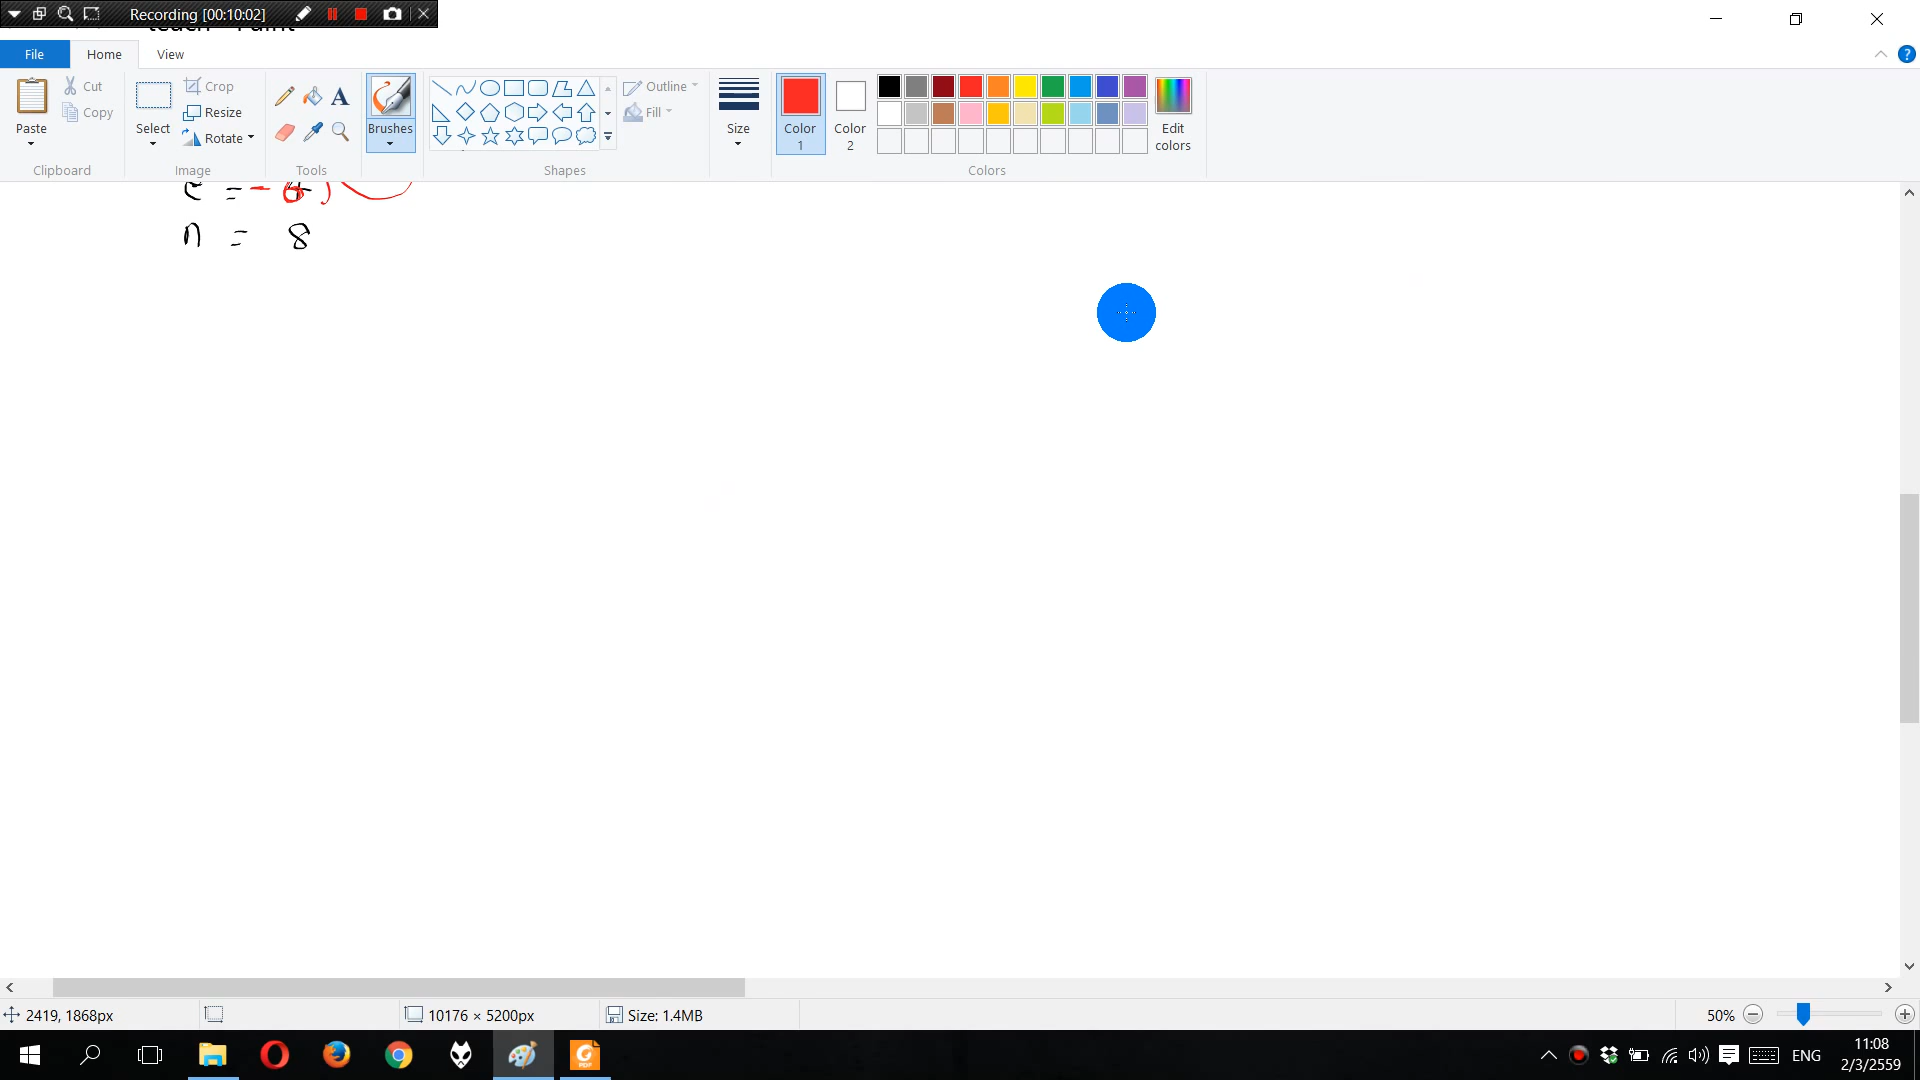 Recording [00:10:02]
File Home View
Paste
Cut
Copy
Clipboard
Select
Crop
Resize
Rotate
Image
Tools
Brushes
Shapes
Outline
Fill
Size
Color 1
Color 2
Edit colors
Colors
n = 8
2419, 1868px
10176 × 5200px
Size: 1.4MB
50%
ENG
11:08
2/3/2559